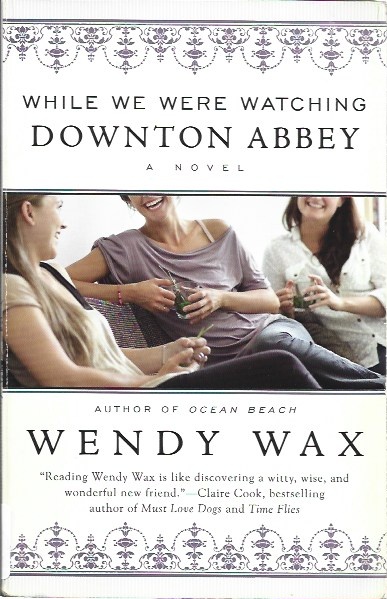 WHILE WE WERE WATCHING
DOWNTON ABBEY
A NOVEL
AUTHOR OF OCEAN BEACH
WENDY WAX
"Reading Wendy Wax is like discovering a witty, wise, and
wonderful new friend."—Claire Cook, bestselling
author of Must Love Dogs and Time Flies